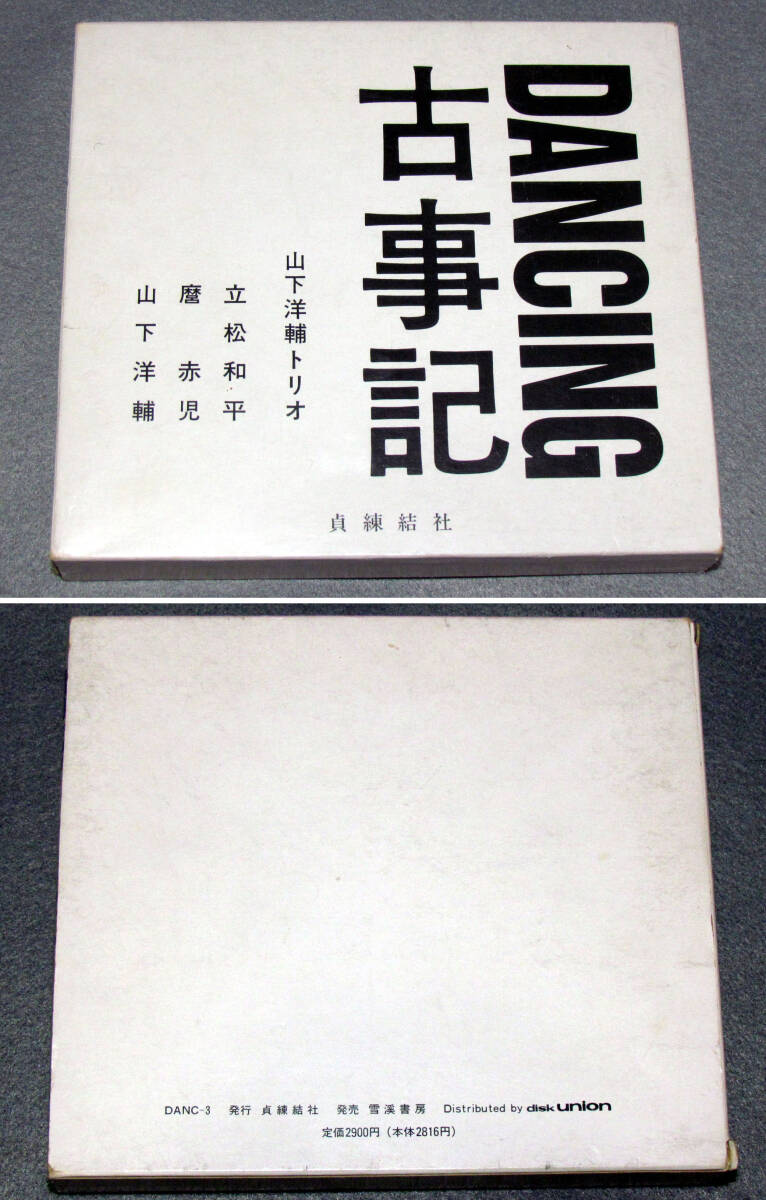 DANCING
古事記
山下洋輔トリオ
立松和平
麿赤児
山下洋輔
貞練結社
DANC-3 発行 貞練結社 発売 雪溪書房 Distributed by disk union
定価2900円（本体2816円）